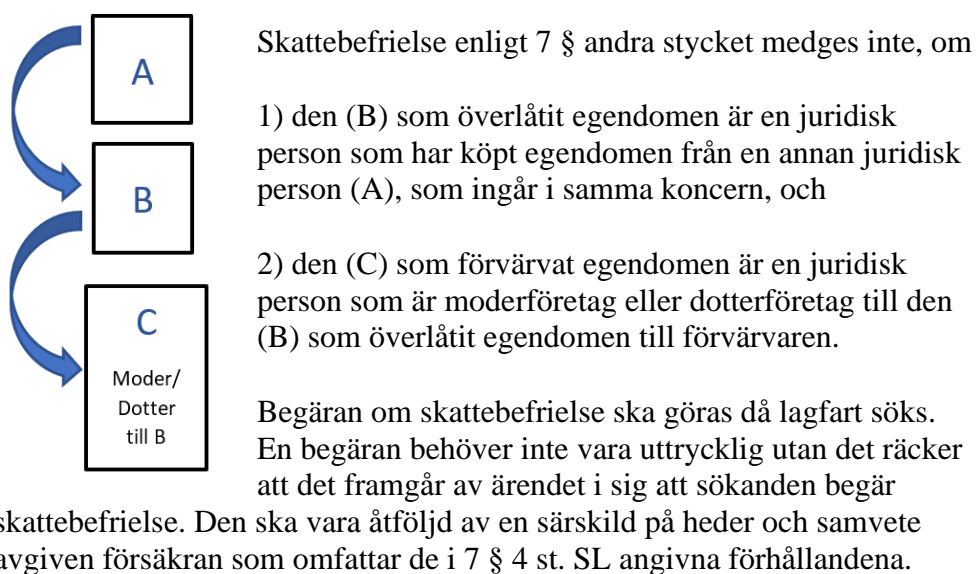 A
B
C
Moder/
Dotter
till B
Skattebefrielse enligt 7 § andra stycket medges inte, om
1) den (B) som överlåtit egendomen är en juridisk
person som har köpt egendomen från en annan juridisk
person (A), som ingår i samma koncern, och
2) den (C) som förvärvat egendomen är en juridisk
person som är moderföretag eller dotterföretag till den
(B) som överlåtit egendomen till förvärvaren.
Begäran om skattebefrielse ska göras då lagfart söks.
En begäran behöver inte vara uttrycklig utan det räcker
att det framgår av ärendet i sig att sökanden begär
skattebefrielse. Den ska vara åtföljd av en särskild på heder och samvete
avgiven försäkran som omfattar de i 7 § 4 st. SL angivna förhållandena.